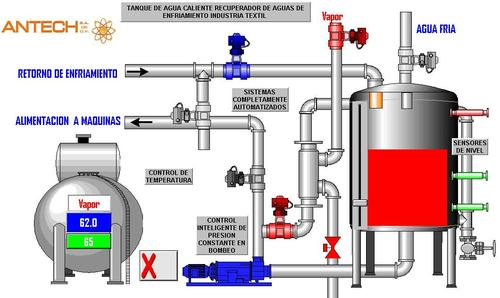 ANTECH
TANQUE DE AGUA CALIENTE RECUPERADOR DE AGUAS DE
ENFRIAMIENTO INDUSTRIA TEXTIL
Vapor
AGUA FRIA
RETORNO DE ENFRIAMIENTO
SISTEMAS
COMPLETAMENTE
AUTOMATIZADOS
ALIMENTACION A MAQUINAS
SENSORES
DE NIVEL
CONTROL DE
TEMPERATURA
Vapor
62.0
65
X
CONTROL
INTELIGENTE DE
PRESION
CONSTANTE EN
BOMBEO